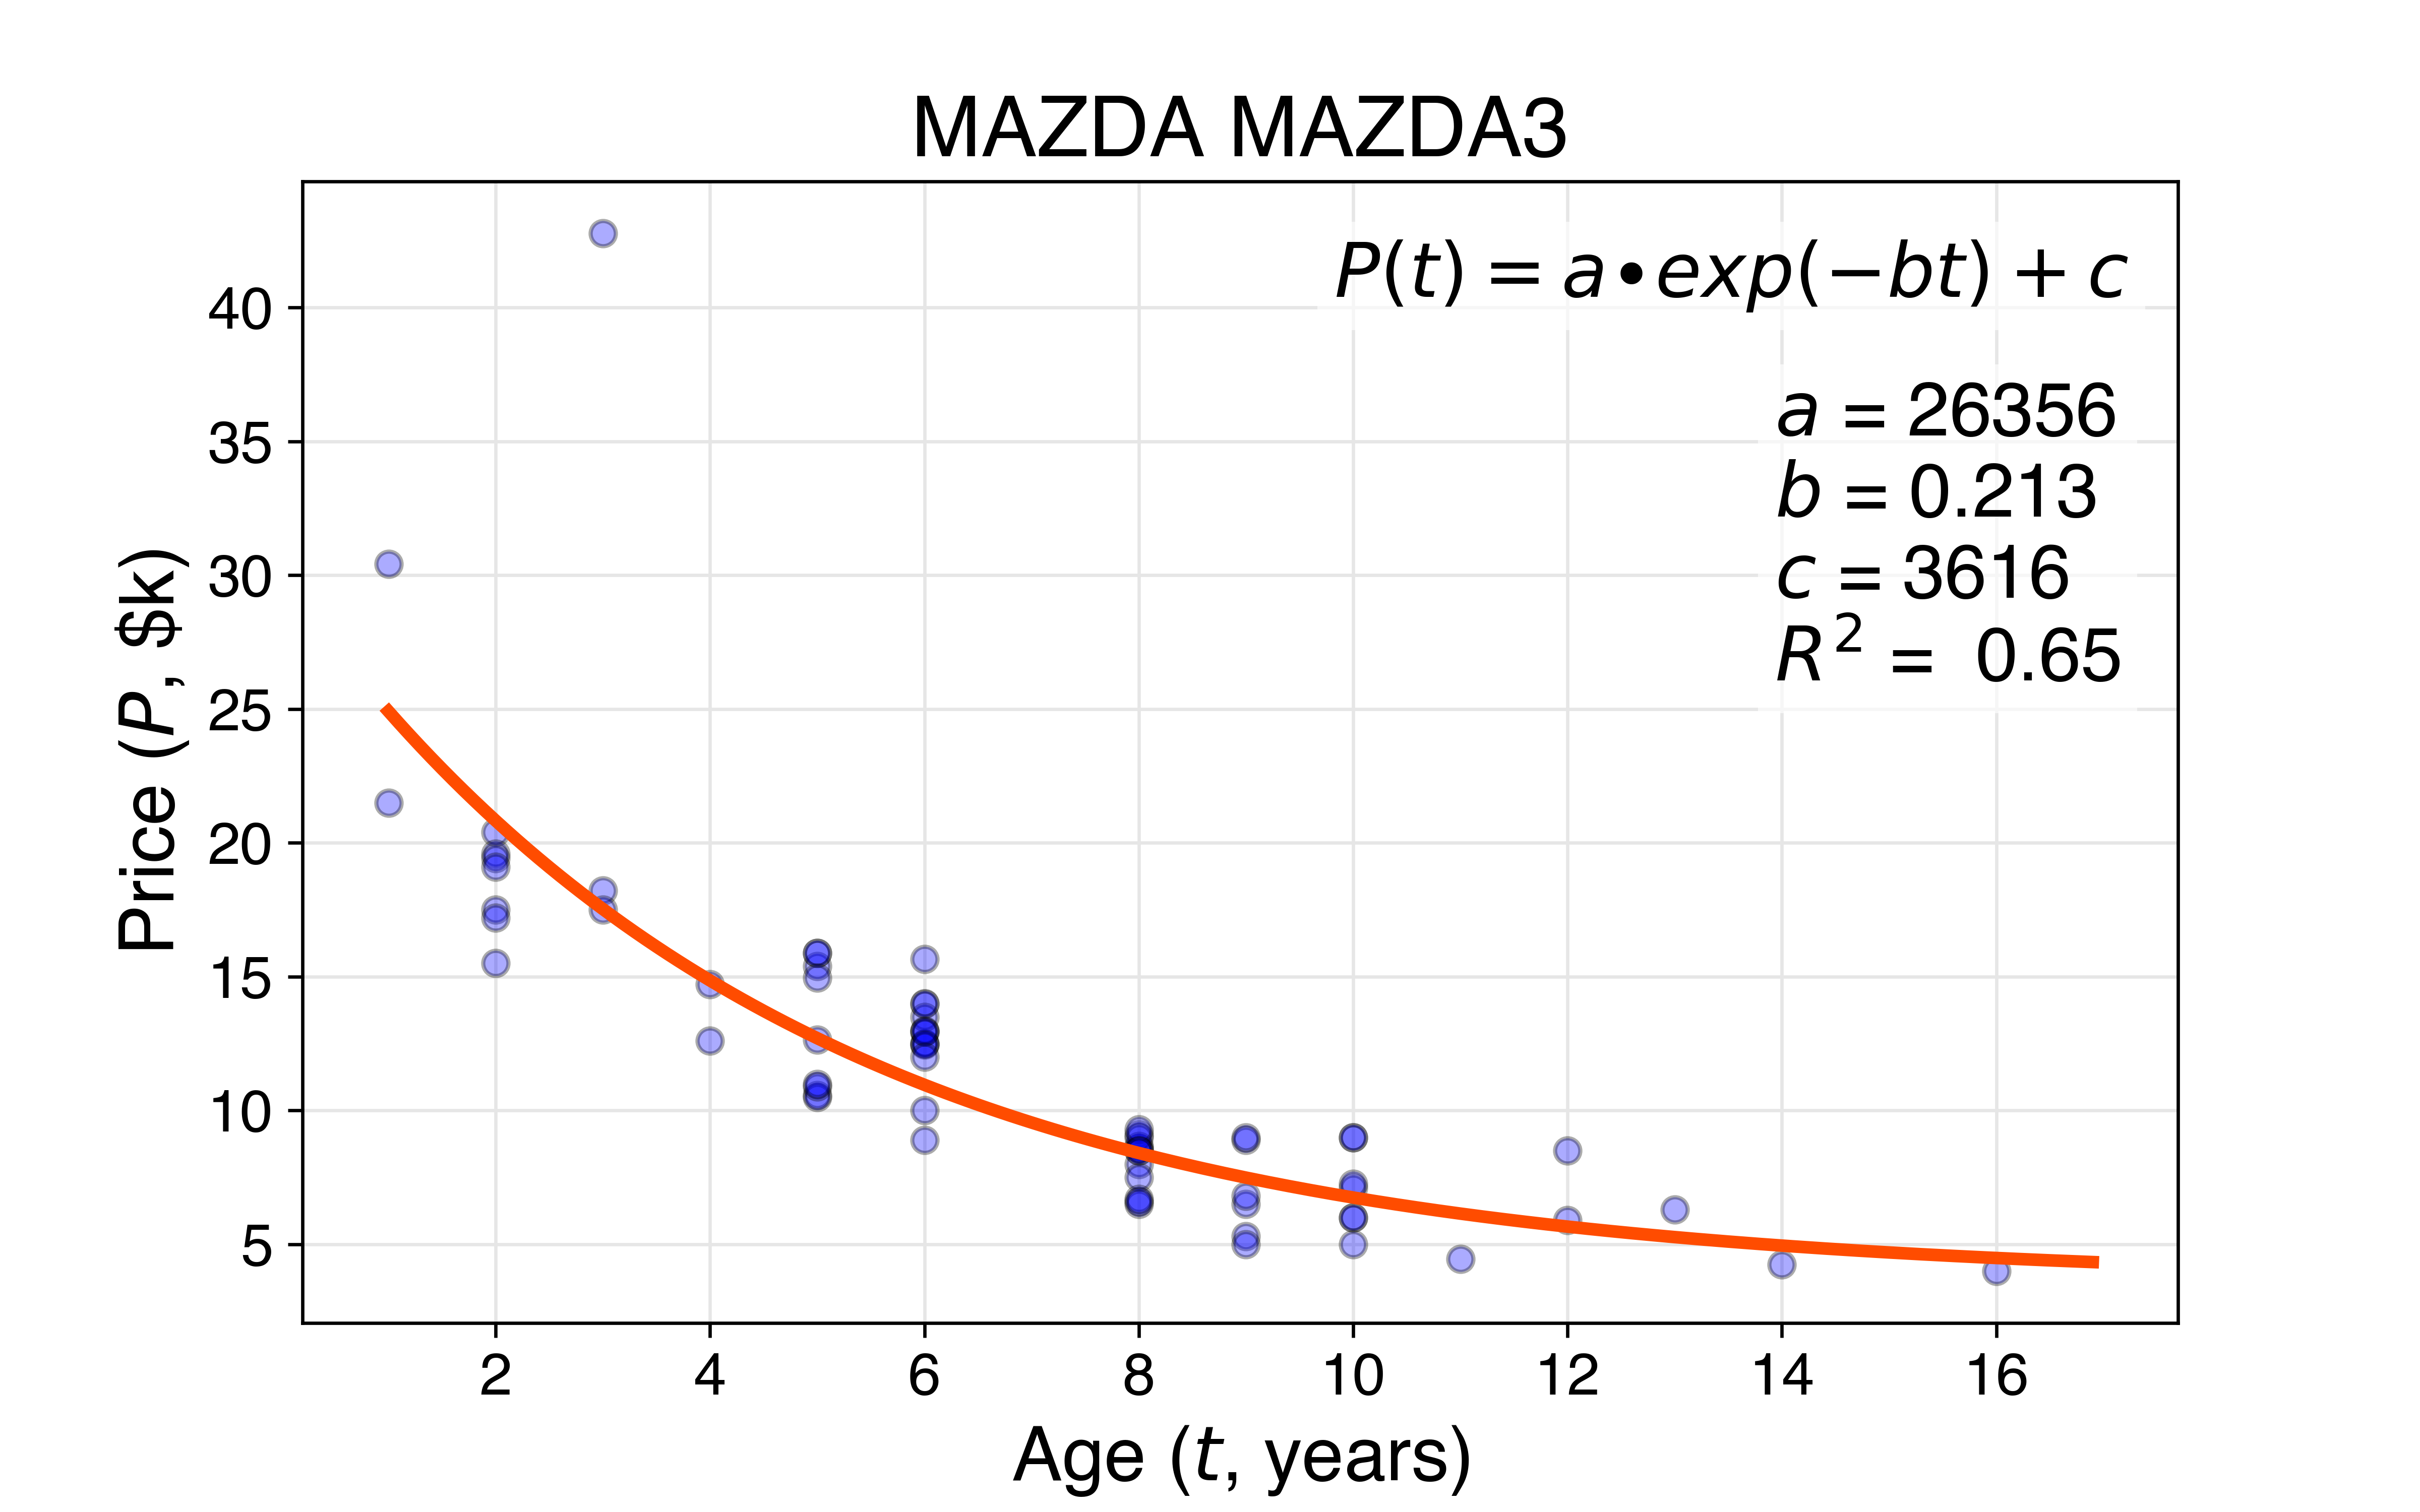 MAZDA MAZDA3
P(t) = a•exp(−bt) + c
a = 26356
b = 0.213
c = 3616
R² = 0.65
Price (P, $k)
40
35
30
25
20
15
10
5
2 4 6 8 10 12 14 16
Age (t, years)